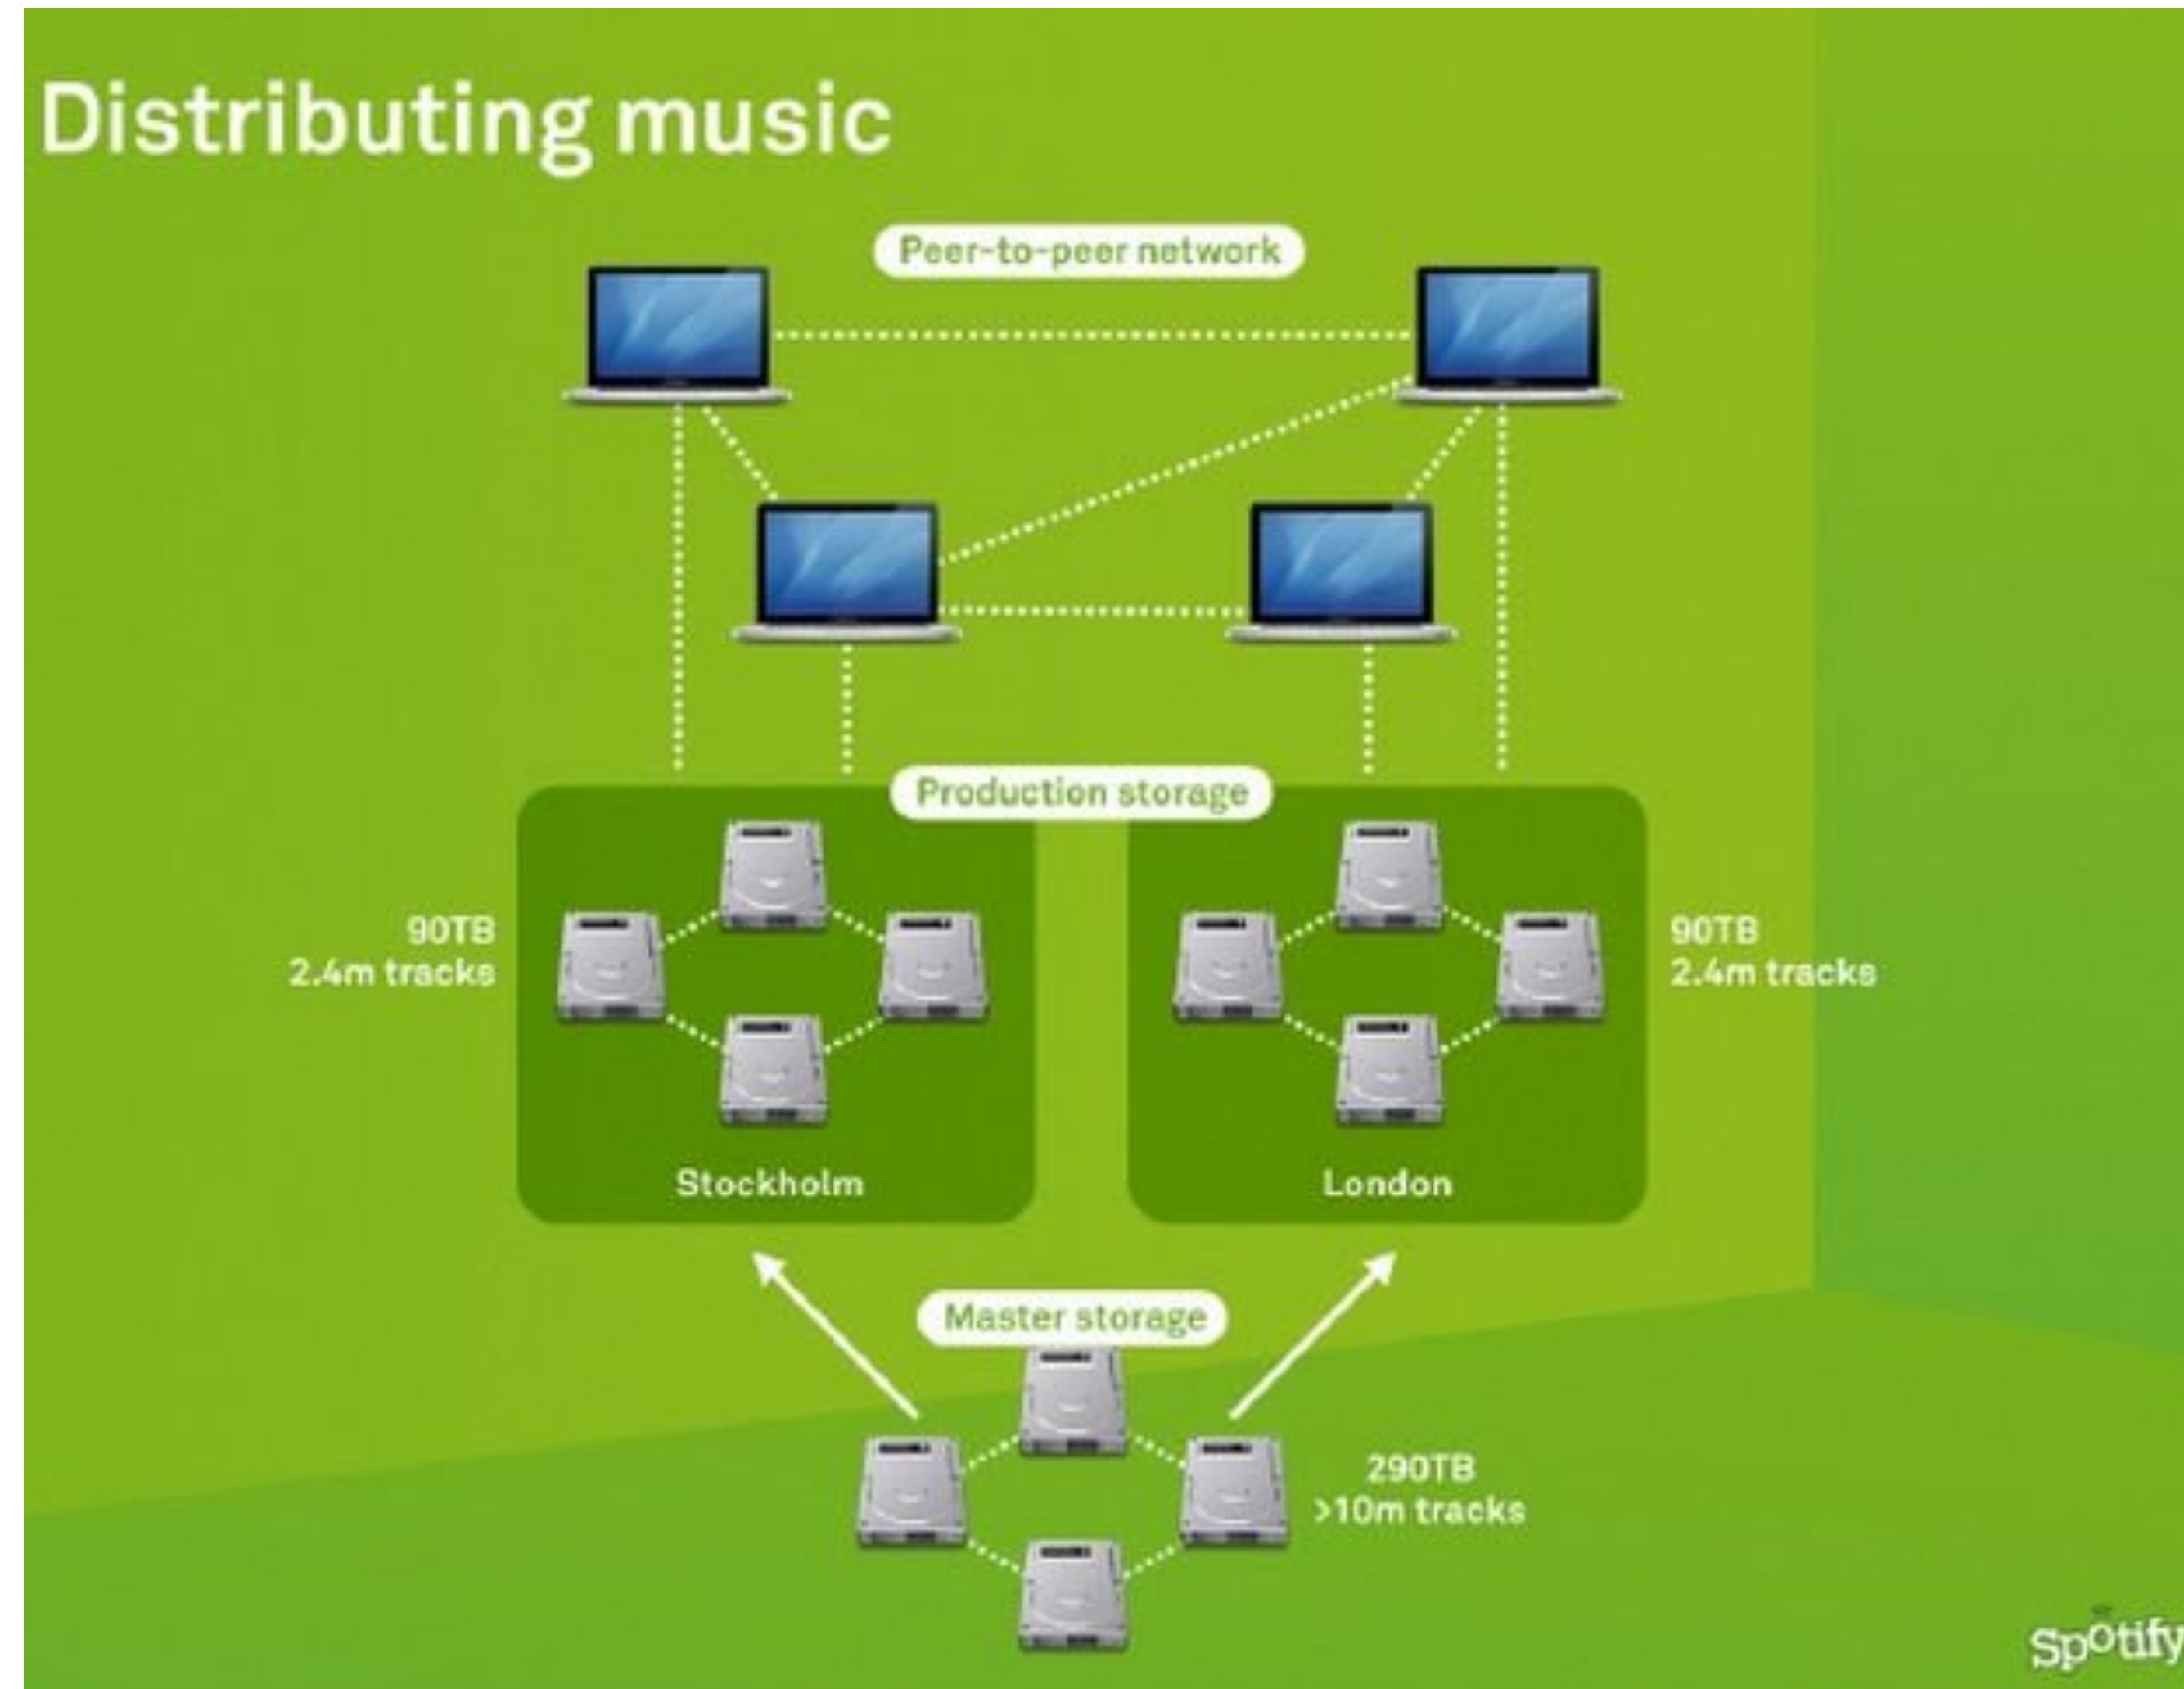 Distributing music
Peer-to-peer network
Production storage
90TB
2.4m tracks
90TB
2.4m tracks
Stockholm
London
Master storage
290TB
>10m tracks
Spotify